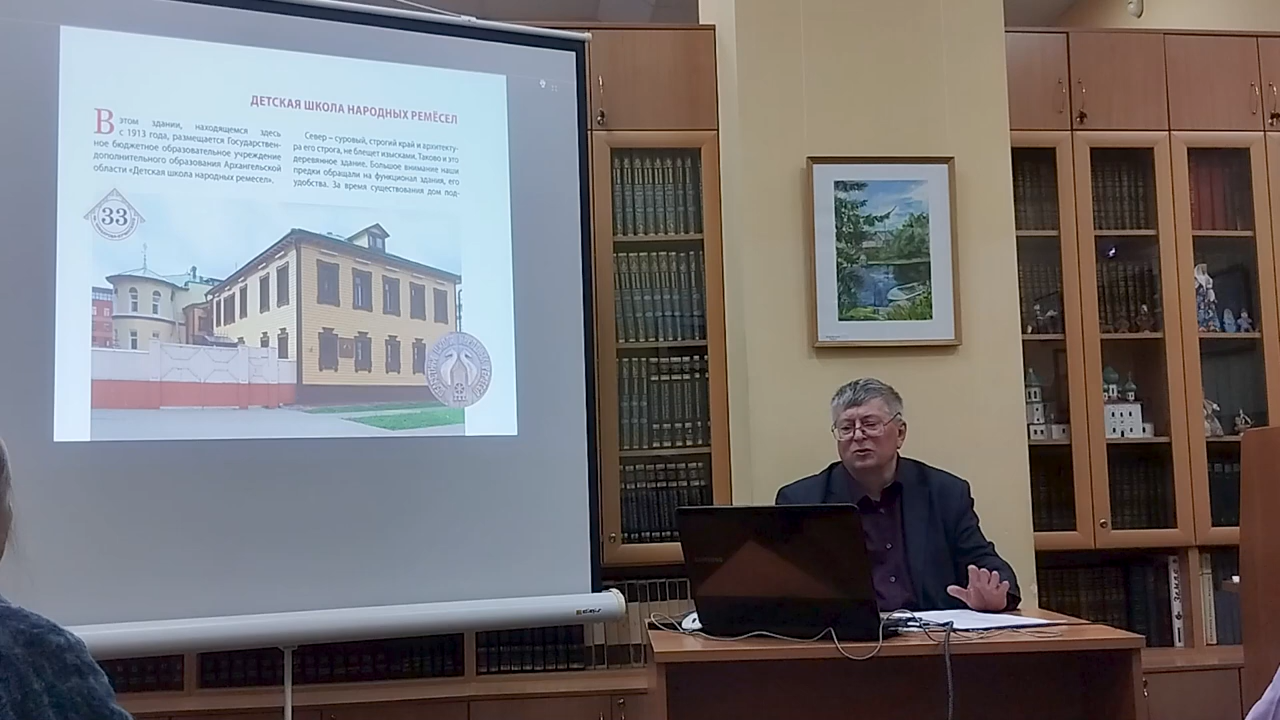 ДЕТСКАЯ ШКОЛА НАРОДНЫХ РЕМЁСЕЛ
В этом здании, находящемся здесь
с 1913 года, размещается Государствен-
ное бюджетное образовательное учреждение
дополнительного образования Архангельской
области «Детская школа народных ремесел».
Север – суровый, строгий край и архитекту-
ра его строга, не блещет изысками. Таково и это
деревянное здание. Большое внимание наши
предки обращали на функционал здания, его
удобства. За время существования дом под-
33